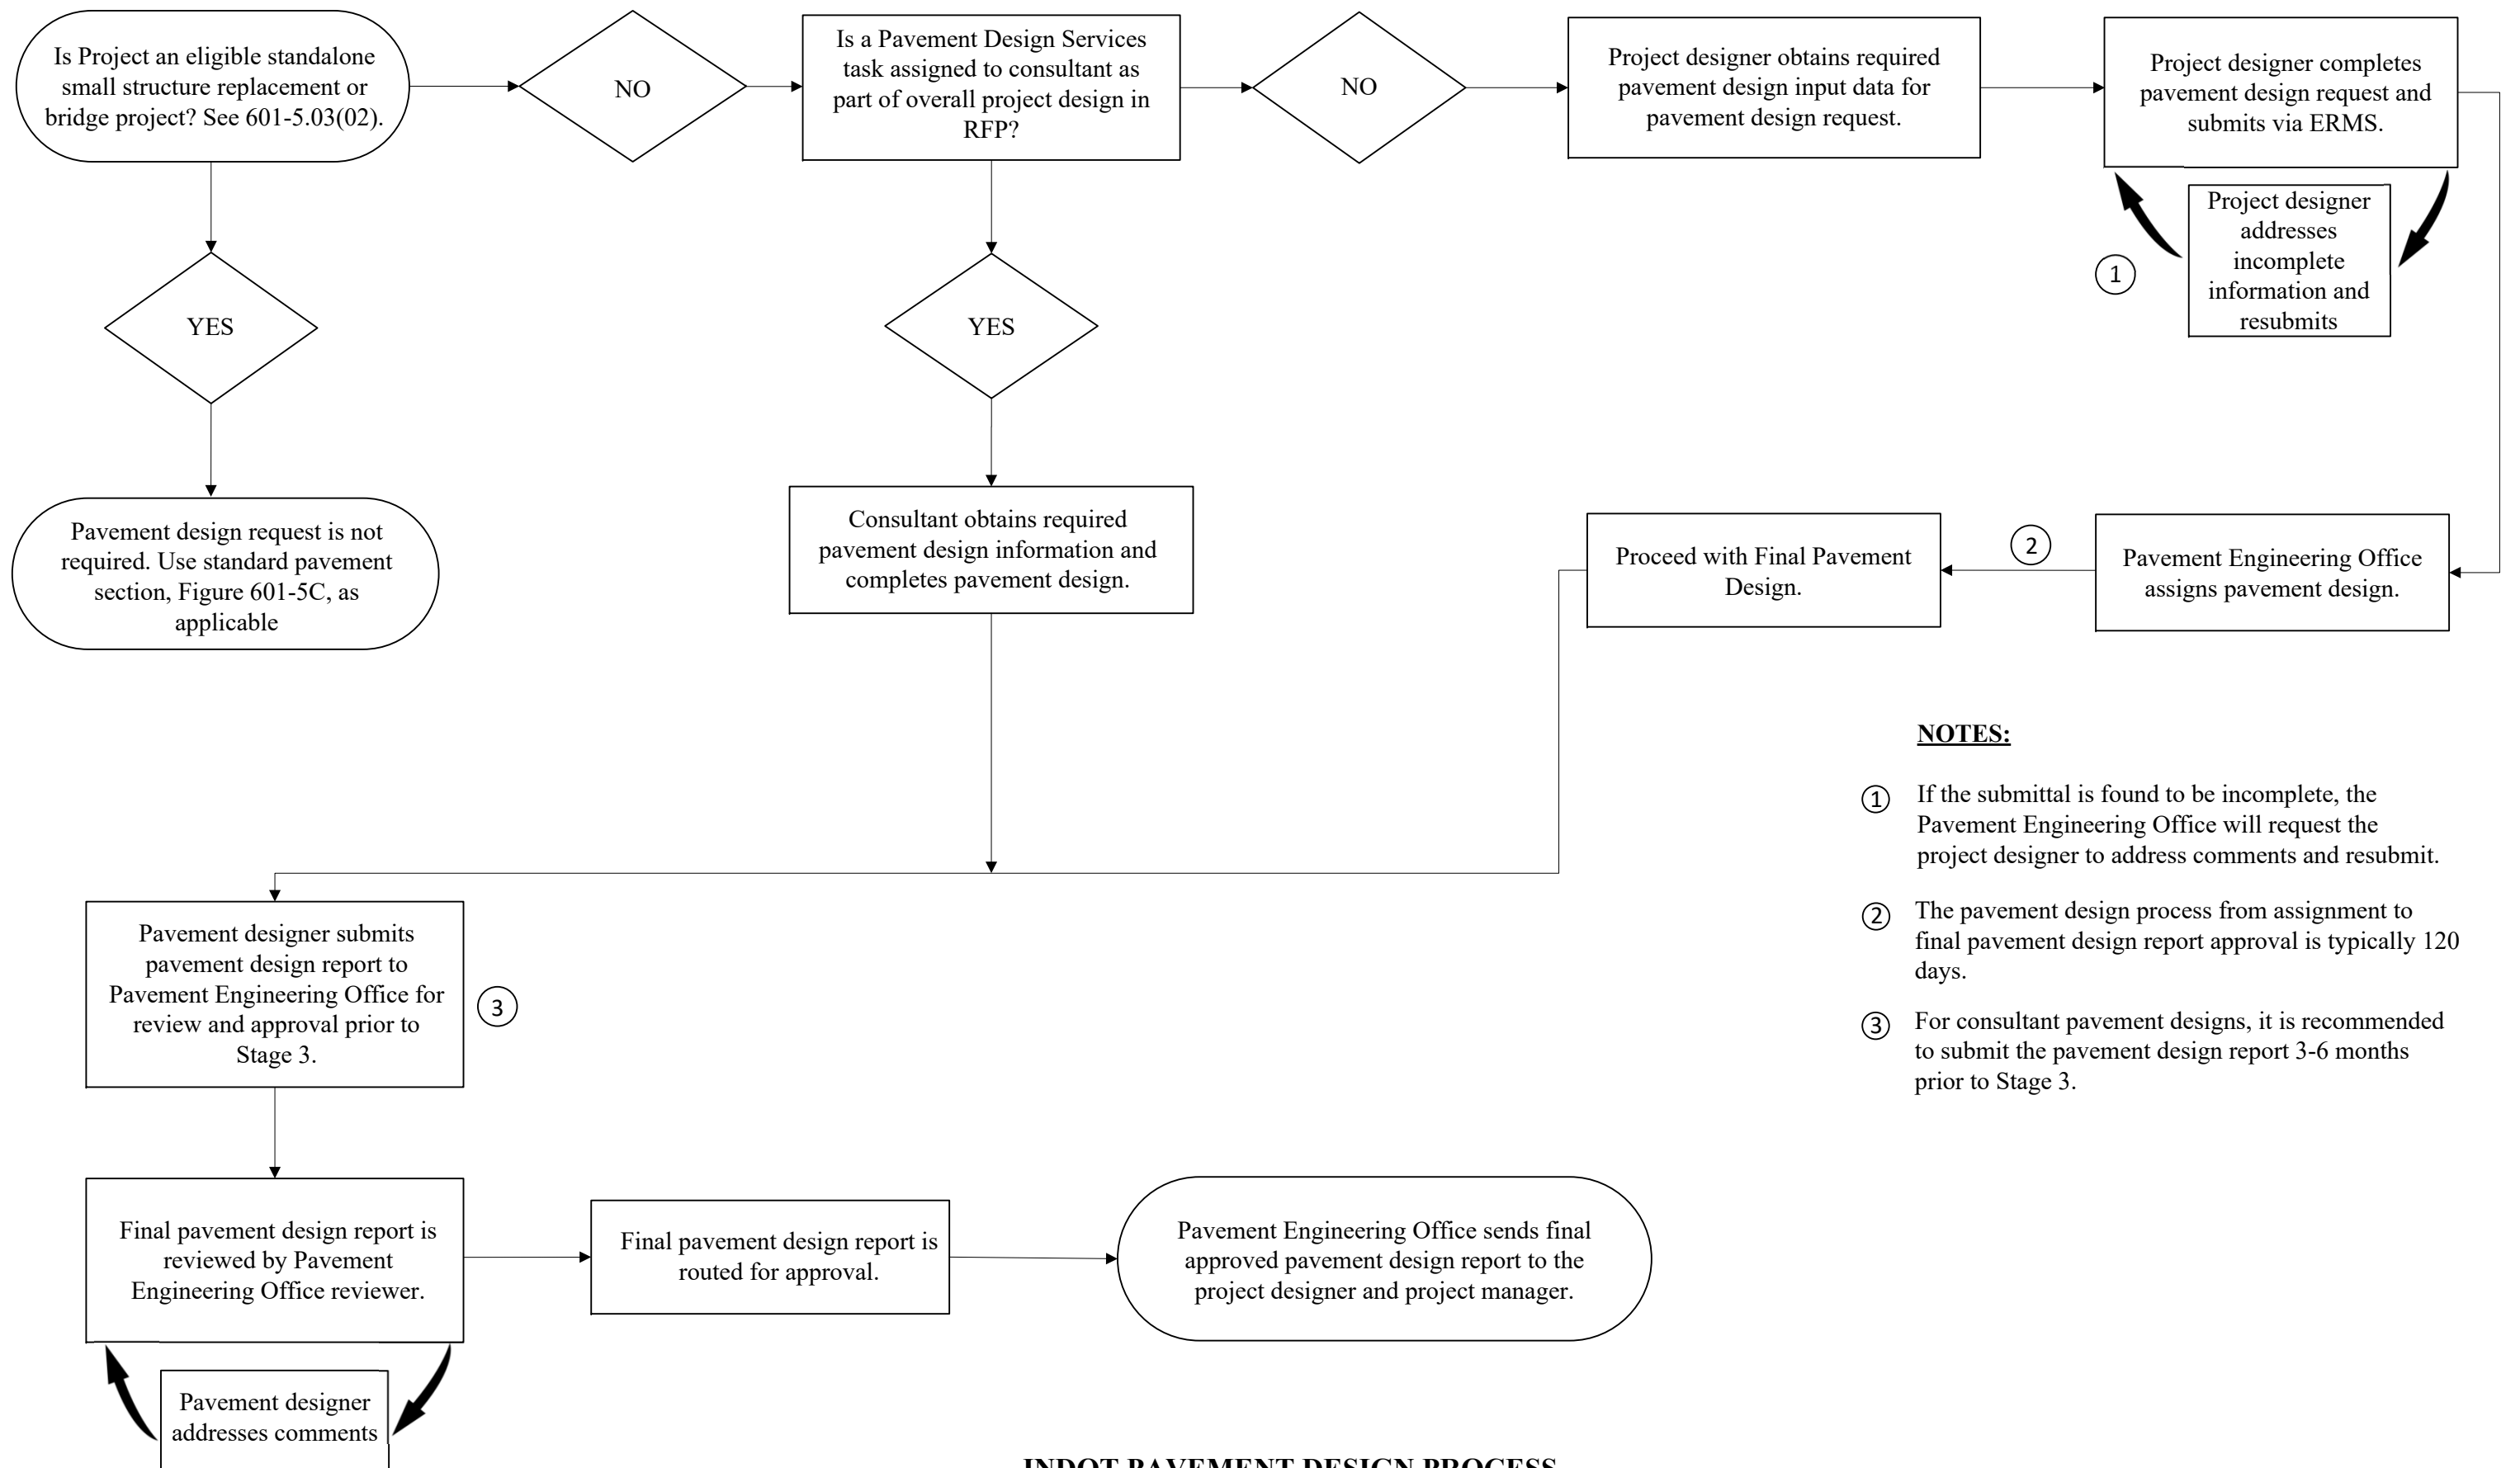 Is Project an eligible standalone
small structure replacement or
bridge project? See 601-5.03(02).
NO
Is a Pavement Design Services
task assigned to consultant as
part of overall project design in
RFP?
NO
Project designer obtains required
pavement design input data for
pavement design request.
Project designer completes
pavement design request and
submits via ERMS.
Project designer
addresses
incomplete
information and
resubmits
1
YES
YES
Pavement design request is not
required. Use standard pavement
section, Figure 601-5C, as
applicable
Consultant obtains required
pavement design information and
completes pavement design.
Proceed with Final Pavement
Design.
2
Pavement Engineering Office
assigns pavement design.
NOTES:
1 If the submittal is found to be incomplete, the
Pavement Engineering Office will request the
project designer to address comments and resubmit.
2 The pavement design process from assignment to
final pavement design report approval is typically 120
days.
3 For consultant pavement designs, it is recommended
to submit the pavement design report 3-6 months
prior to Stage 3.
Pavement designer submits
pavement design report to
Pavement Engineering Office for
review and approval prior to
Stage 3.
3
Final pavement design report is
reviewed by Pavement
Engineering Office reviewer.
Final pavement design report is
routed for approval.
Pavement Engineering Office sends final
approved pavement design report to the
project designer and project manager.
Pavement designer
addresses comments
INDOT PAVEMENT DESIGN PROCESS